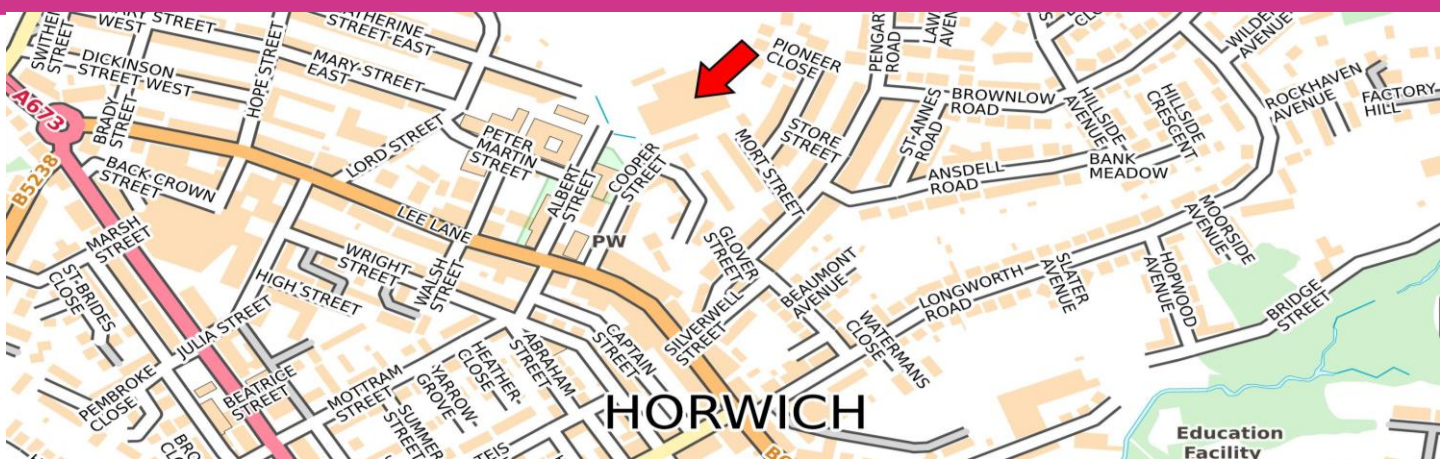 MARY STREET
WEST
CATHERINE
STREET-EAST
SWITHEN
STREET
DICKINSON
STREET-WEST
HOPE STREET
MARY-STREET
EAST
PIONEER
CLOSE
ROAD
BROWNLOW
ROAD
HILLSIDE
AVENUE
HILLSIDE
CRESCENT
WILDE
AVENUE
ROCKHAVEN
AVENUE
FACTORY
HILL
A673
BRADY
STREET
B5238
BACK-CROWN
STREET
LORD STREET
PETER
MARTIN
STREET
ALBERT
STREET
COOPER
STREET
MORT STREET
STORE
STREET
ST-ANNES
ROAD
ANSDELL
ROAD
BANK
MEADOW
MARSH
STREET
LEE LANE
PW
WRIGHT
STREET
HIGH STREET
WALSH
STREET
GLOVER
STREET
BEAUMONT
AVENUE
LONGWORTH
ROAD
SLATER
AVENUE
HOPWOOD
AVENUE
MOORSIDE
AVENUE
BRIDGE
STREET
ST-BRIDES
CLOSE
JULIA STREET
SILVERWELL
STREET
WATERMANS
CLOSE
PEMBROKE
CLOSE
BEATRICE
STREET
MOTTRAM
STREET
HEATHER-
CLOSE
YARROW-
GROVE
ABRAHAM
STREET
CAPTAIN
STREET
SUMMER
STREET
HORWICH
Education
Facility